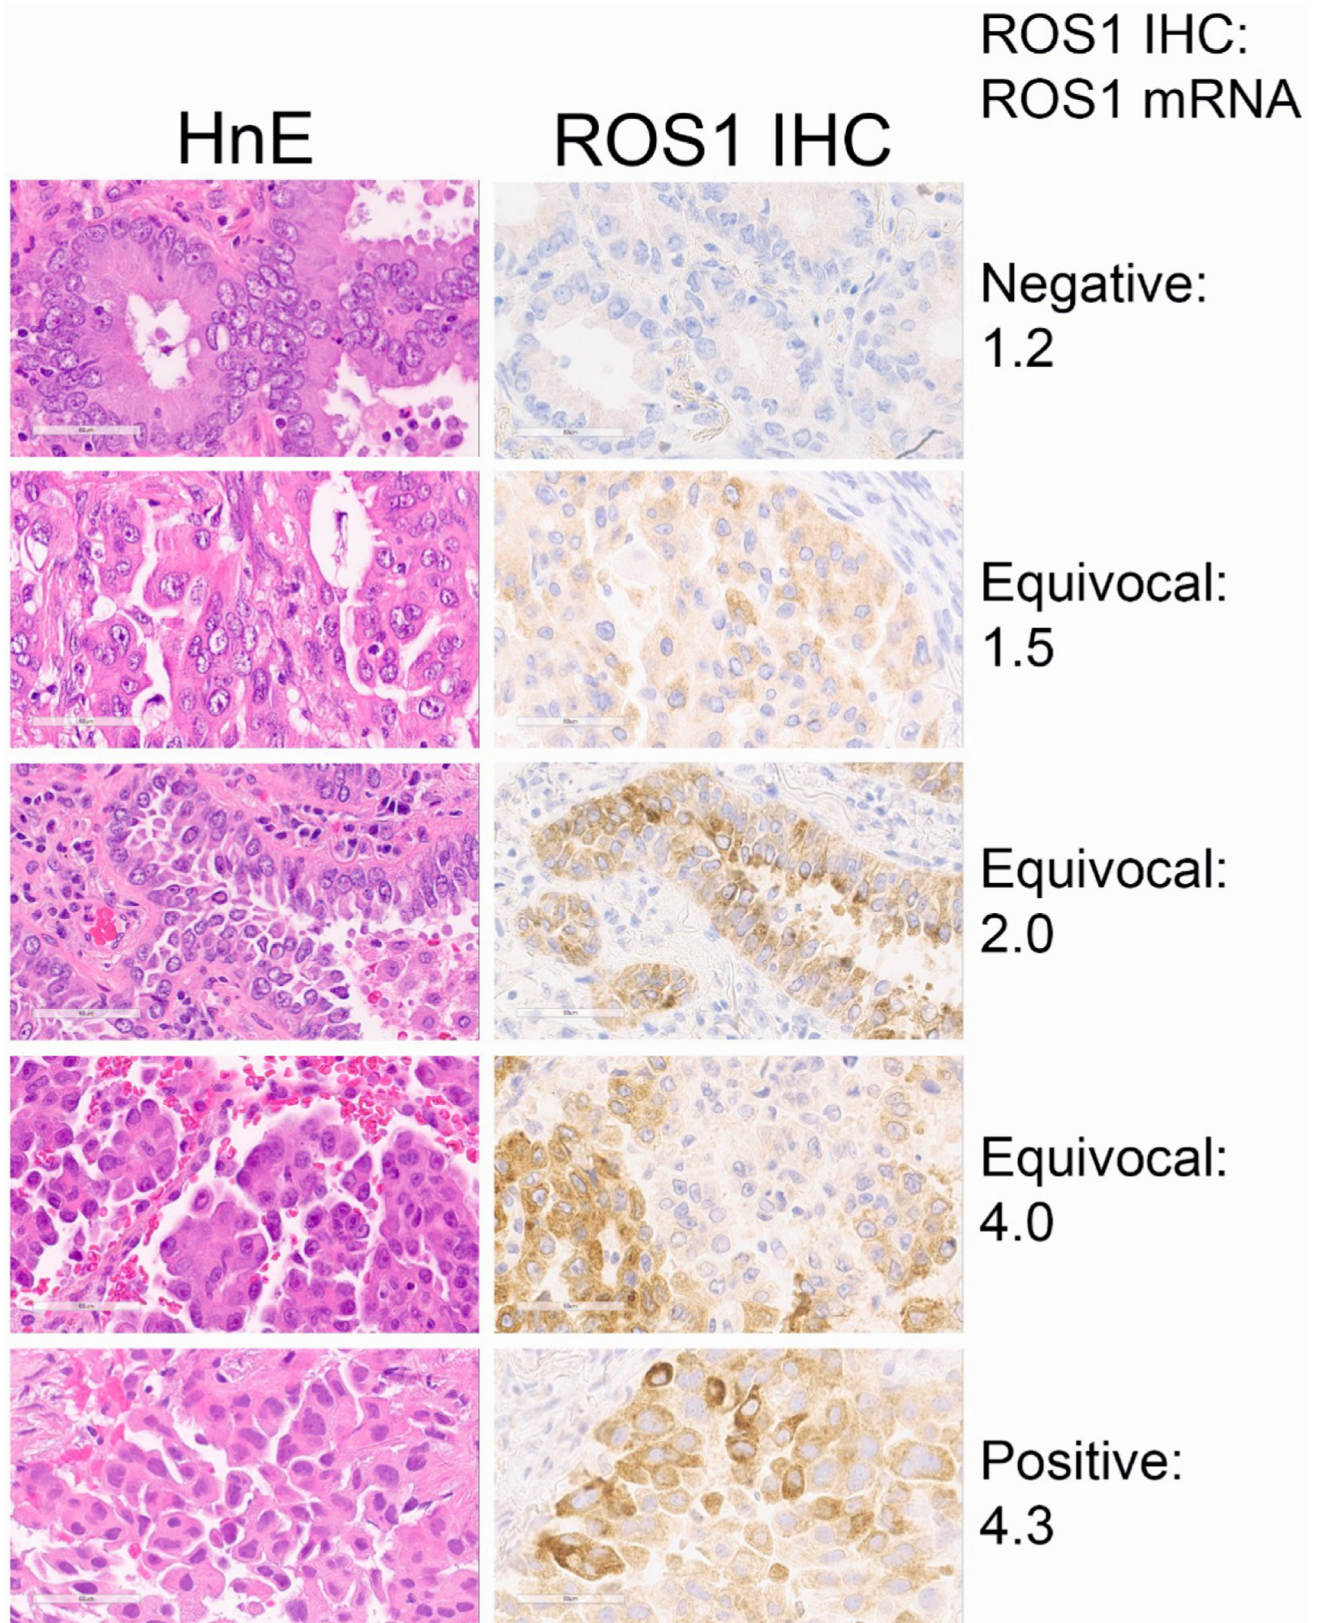 ROS1 IHC:
ROS1 mRNA
HnE
ROS1 IHC
Negative:
1.2
Equivocal:
1.5
Equivocal:
2.0
Equivocal:
4.0
Positive:
4.3